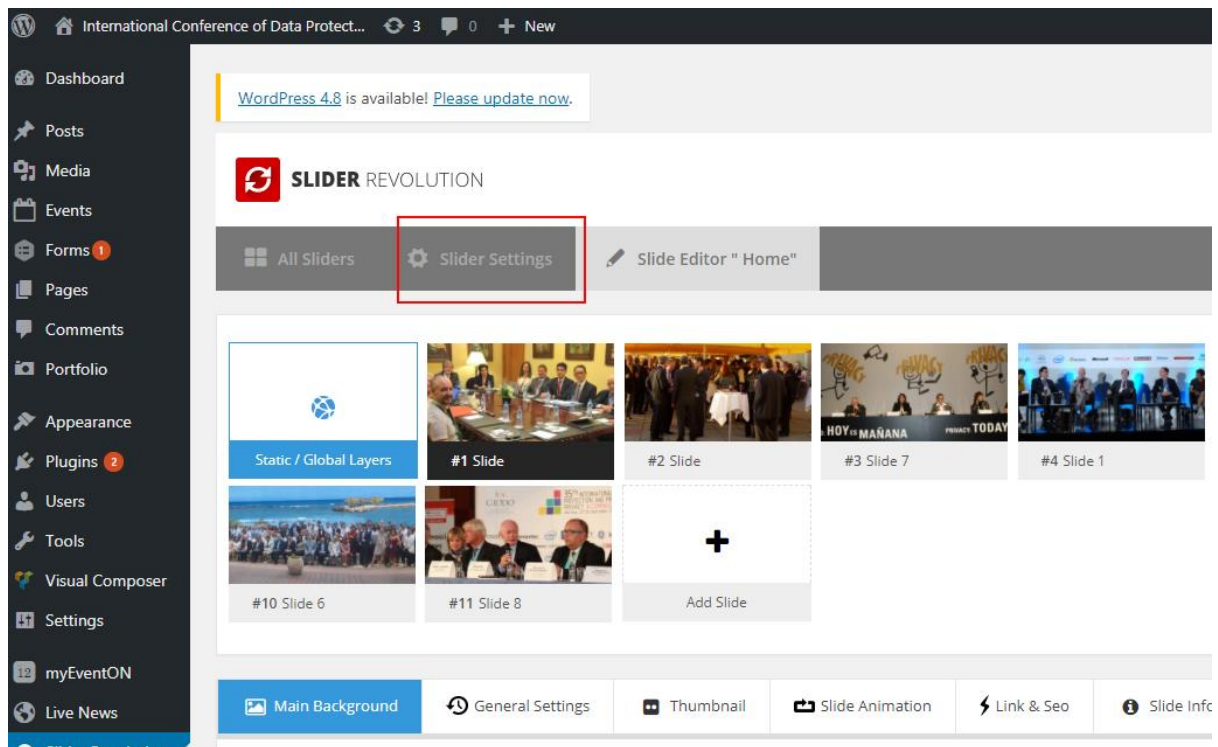 International Conference of Data Protect... 3 0 + New
Dashboard
Posts
Media
Events
Forms 1
Pages
Comments
Portfolio
Appearance
Plugins 2
Users
Tools
Visual Composer
Settings
12 myEventON
Live News
WordPress 4.8 is available! Please update now.
SLIDER REVOLUTION
All Sliders Slider Settings Slide Editor " Home"
PRIVACY PRIVACY PRIVACY
HOY ES MAÑANA PRIVACY TODAY
Static / Global Layers #1 Slide #2 Slide #3 Slide 7 #4 Slide 1
#10 Slide 6 #11 Slide 8 Add Slide
Main Background General Settings Thumbnail Slide Animation Link & Seo Slide Info